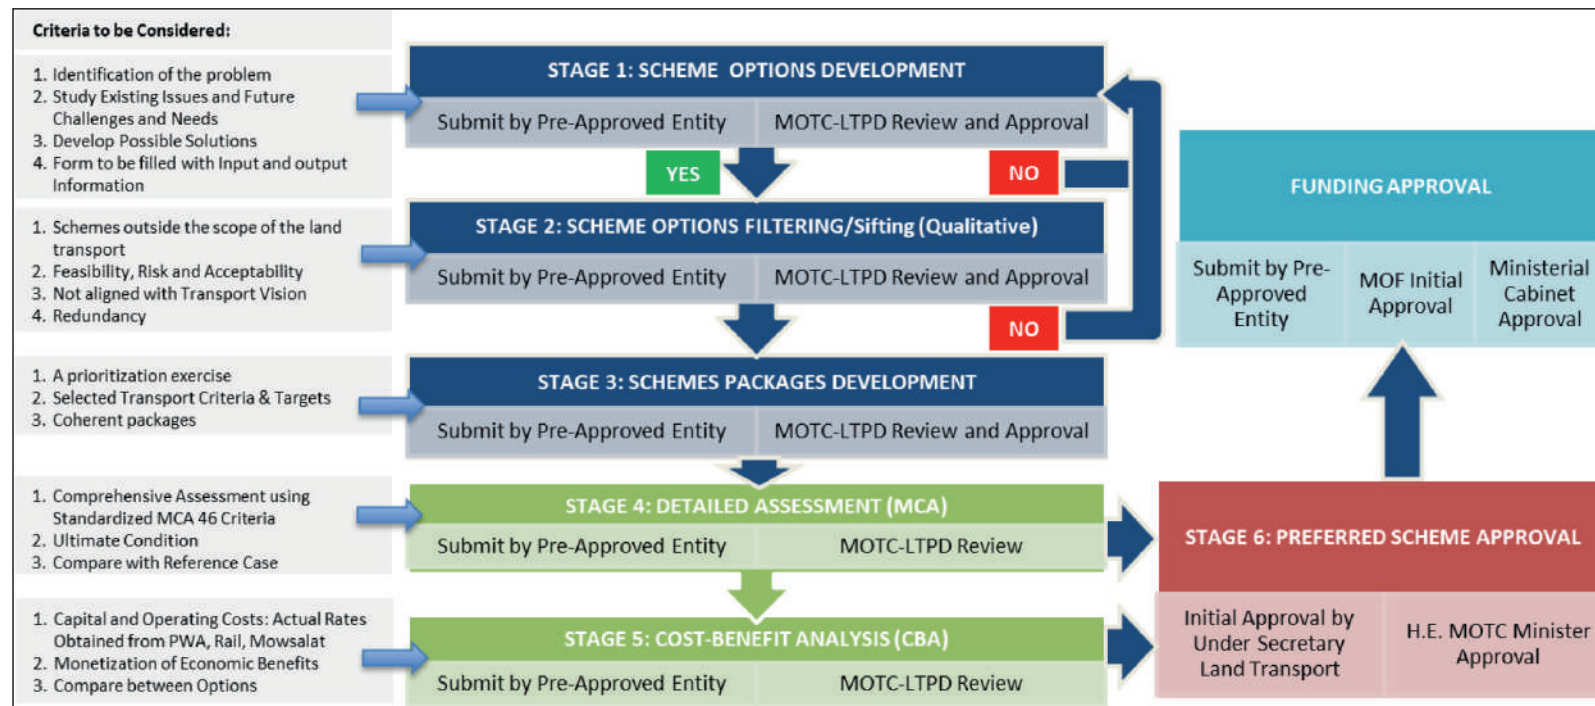 Criteria to be Considered:
1. Identification of the problem
2. Study Existing Issues and Future
Challenges and Needs
3. Develop Possible Solutions
4. Form to be filled with Input and output
Information
STAGE 1: SCHEME OPTIONS DEVELOPMENT
Submit by Pre-Approved Entity
MOTC-LTPD Review and Approval
YES
NO
1. Schemes outside the scope of the land
transport
2. Feasibility, Risk and Acceptability
3. Not aligned with Transport Vision
4. Redundancy
STAGE 2: SCHEME OPTIONS FILTERING/Sifting (Qualitative)
Submit by Pre-Approved Entity
MOTC-LTPD Review and Approval
NO
1. A prioritization exercise
2. Selected Transport Criteria & Targets
3. Coherent packages
STAGE 3: SCHEMES PACKAGES DEVELOPMENT
Submit by Pre-Approved Entity
MOTC-LTPD Review and Approval
1. Comprehensive Assessment using
Standardized MCA 46 Criteria
2. Ultimate Condition
3. Compare with Reference Case
STAGE 4: DETAILED ASSESSMENT (MCA)
Submit by Pre-Approved Entity
MOTC-LTPD Review
1. Capital and Operating Costs: Actual Rates
Obtained from PWA, Rail, Mowsalat
2. Monetization of Economic Benefits
3. Compare between Options
STAGE 5: COST-BENEFIT ANALYSIS (CBA)
Submit by Pre-Approved Entity
MOTC-LTPD Review
STAGE 6: PREFERRED SCHEME APPROVAL
Initial Approval by
Under Secretary
Land Transport
H.E. MOTC Minister
Approval
FUNDING APPROVAL
Submit by Pre-
Approved
Entity
MOF Initial
Approval
Ministerial
Cabinet
Approval